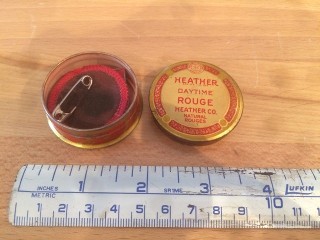 HEATHER
DAYTIME
ROUGE
HEATHER CO.
NATURAL
ROUGES
INCHES 1 2 3 4 LUFKIN
METRIC 1 2 3 4 5 6 7 8 9 10 11